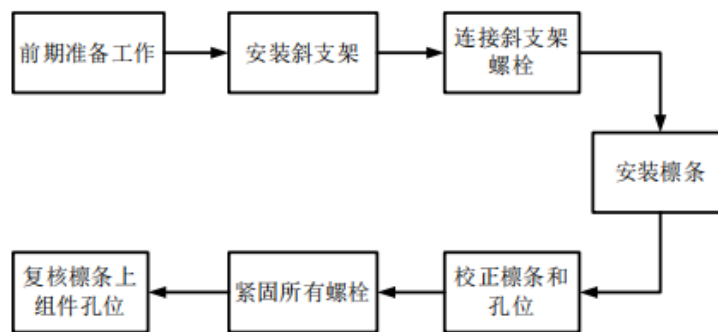 前期准备工作
安装斜支架
连接斜支架
螺栓
安装檩条
校正檩条和
孔位
紧固所有螺栓
复核檩条上
组件孔位